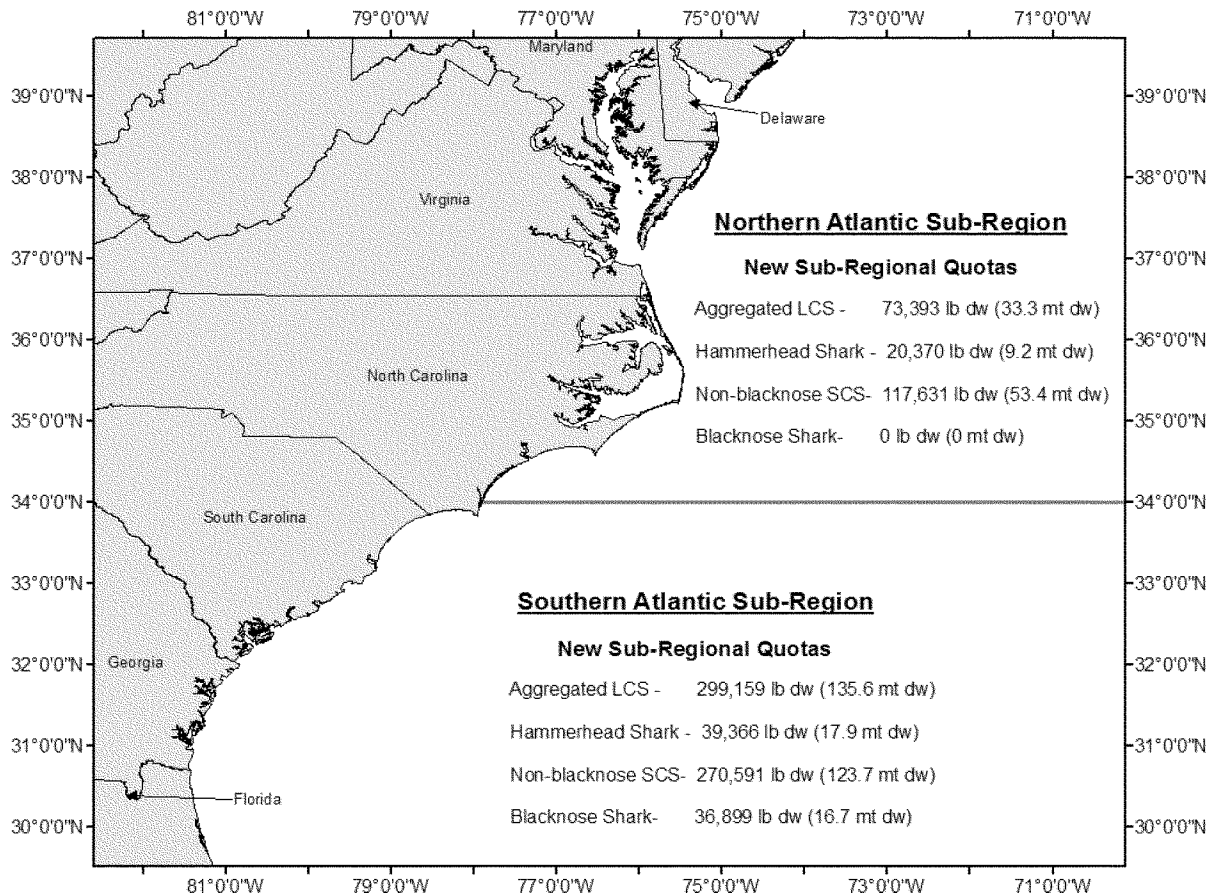 81°0'0"W 79°0'0"W 77°0'0"W 75°0'0"W 73°0'0"W 71°0'0"W
Maryland
39°0'0"N 39°0'0"N
Delaware
38°0'0"N 38°0'0"N
Virginia
Northern Atlantic Sub-Region
37°0'0"N 37°0'0"N
New Sub-Regional Quotas
Aggregated LCS - 73,393 lb dw (33.3 mt dw)
36°0'0"N 36°0'0"N
Hammerhead Shark - 20,370 lb dw (9.2 mt dw)
North Carolina
Non-blacknose SCS- 117,631 lb dw (53.4 mt dw)
35°0'0"N 35°0'0"N
Blacknose Shark- 0 lb dw (0 mt dw)
34°0'0"N 34°0'0"N
South Carolina
33°0'0"N 33°0'0"N
Southern Atlantic Sub-Region
New Sub-Regional Quotas
32°0'0"N 32°0'0"N
Georgia
Aggregated LCS - 299,159 lb dw (135.6 mt dw)
Hammerhead Shark - 39,366 lb dw (17.9 mt dw)
31°0'0"N 31°0'0"N
Non-blacknose SCS- 270,591 lb dw (123.7 mt dw)
Florida
Blacknose Shark- 36,899 lb dw (16.7 mt dw)
30°0'0"N 30°0'0"N
81°0'0"W 79°0'0"W 77°0'0"W 75°0'0"W 73°0'0"W 71°0'0"W